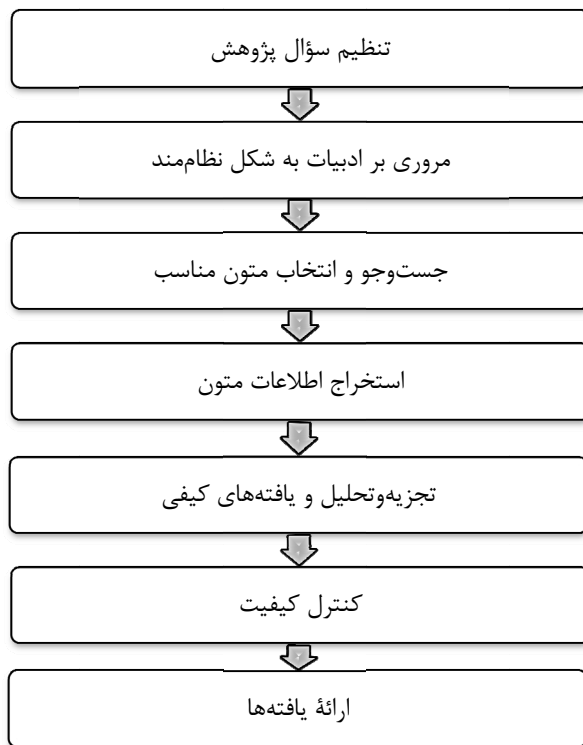 تنظیم سؤال پژوهش
مروری بر ادبیات به شکل نظام‌مند
جست‌وجو و انتخاب متون مناسب
استخراج اطلاعات متون
تجزیه‌وتحلیل و یافته‌های کیفی
کنترل کیفیت
ارائۀ یافته‌ها